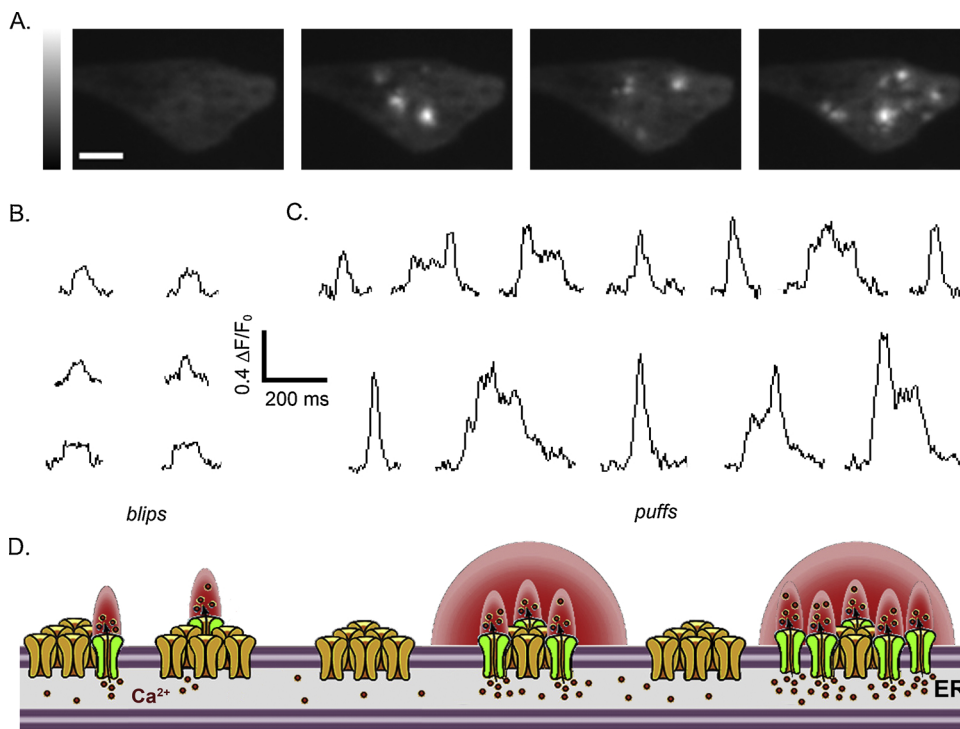 A.
B.
C.
0.4 ΔF/F₀
200 ms
blips
puffs
D.
Ca²⁺
ER